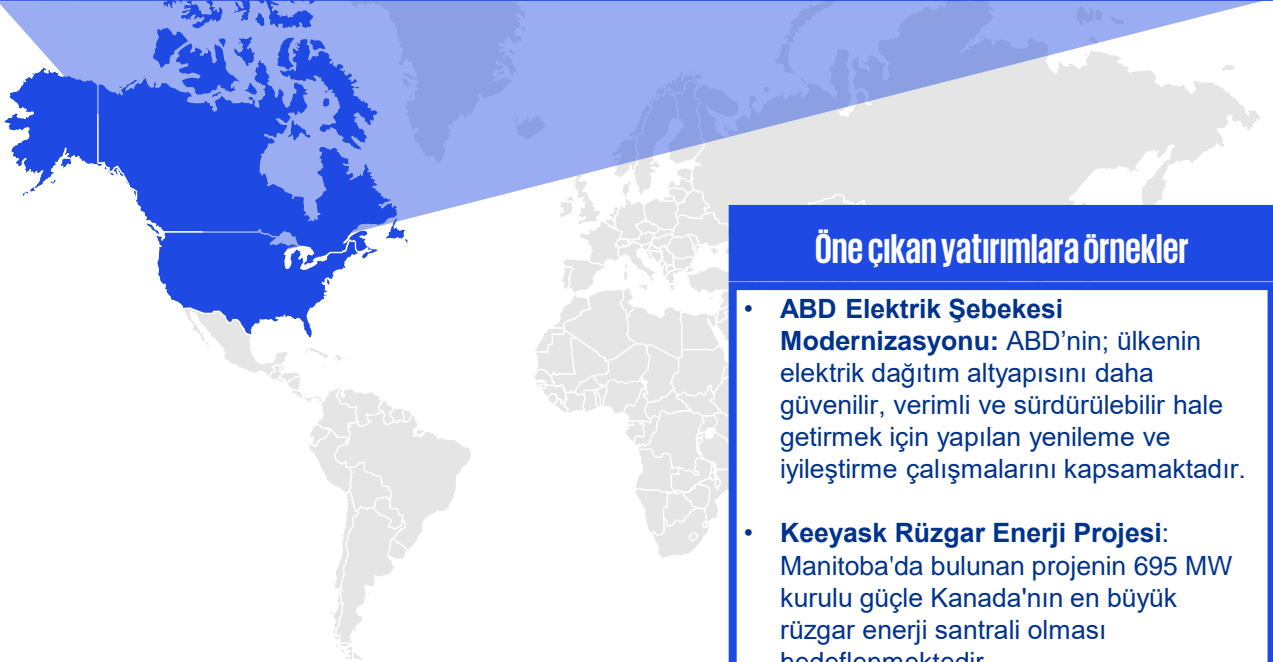 Öne çıkan yatırımlara örnekler
• ABD Elektrik Şebekesi
Modernizasyonu: ABD’nin; ülkenin
elektrik dağıtım altyapısını daha
güvenilir, verimli ve sürdürülebilir hale
getirmek için yapılan yenileme ve
iyileştirme çalışmalarını kapsamaktadır.
• Keeyask Rüzgar Enerji Projesi:
Manitoba'da bulunan projenin 695 MW
kurulu güçle Kanada'nın en büyük
rüzgar enerji santrali olması
hedeflenmektedir